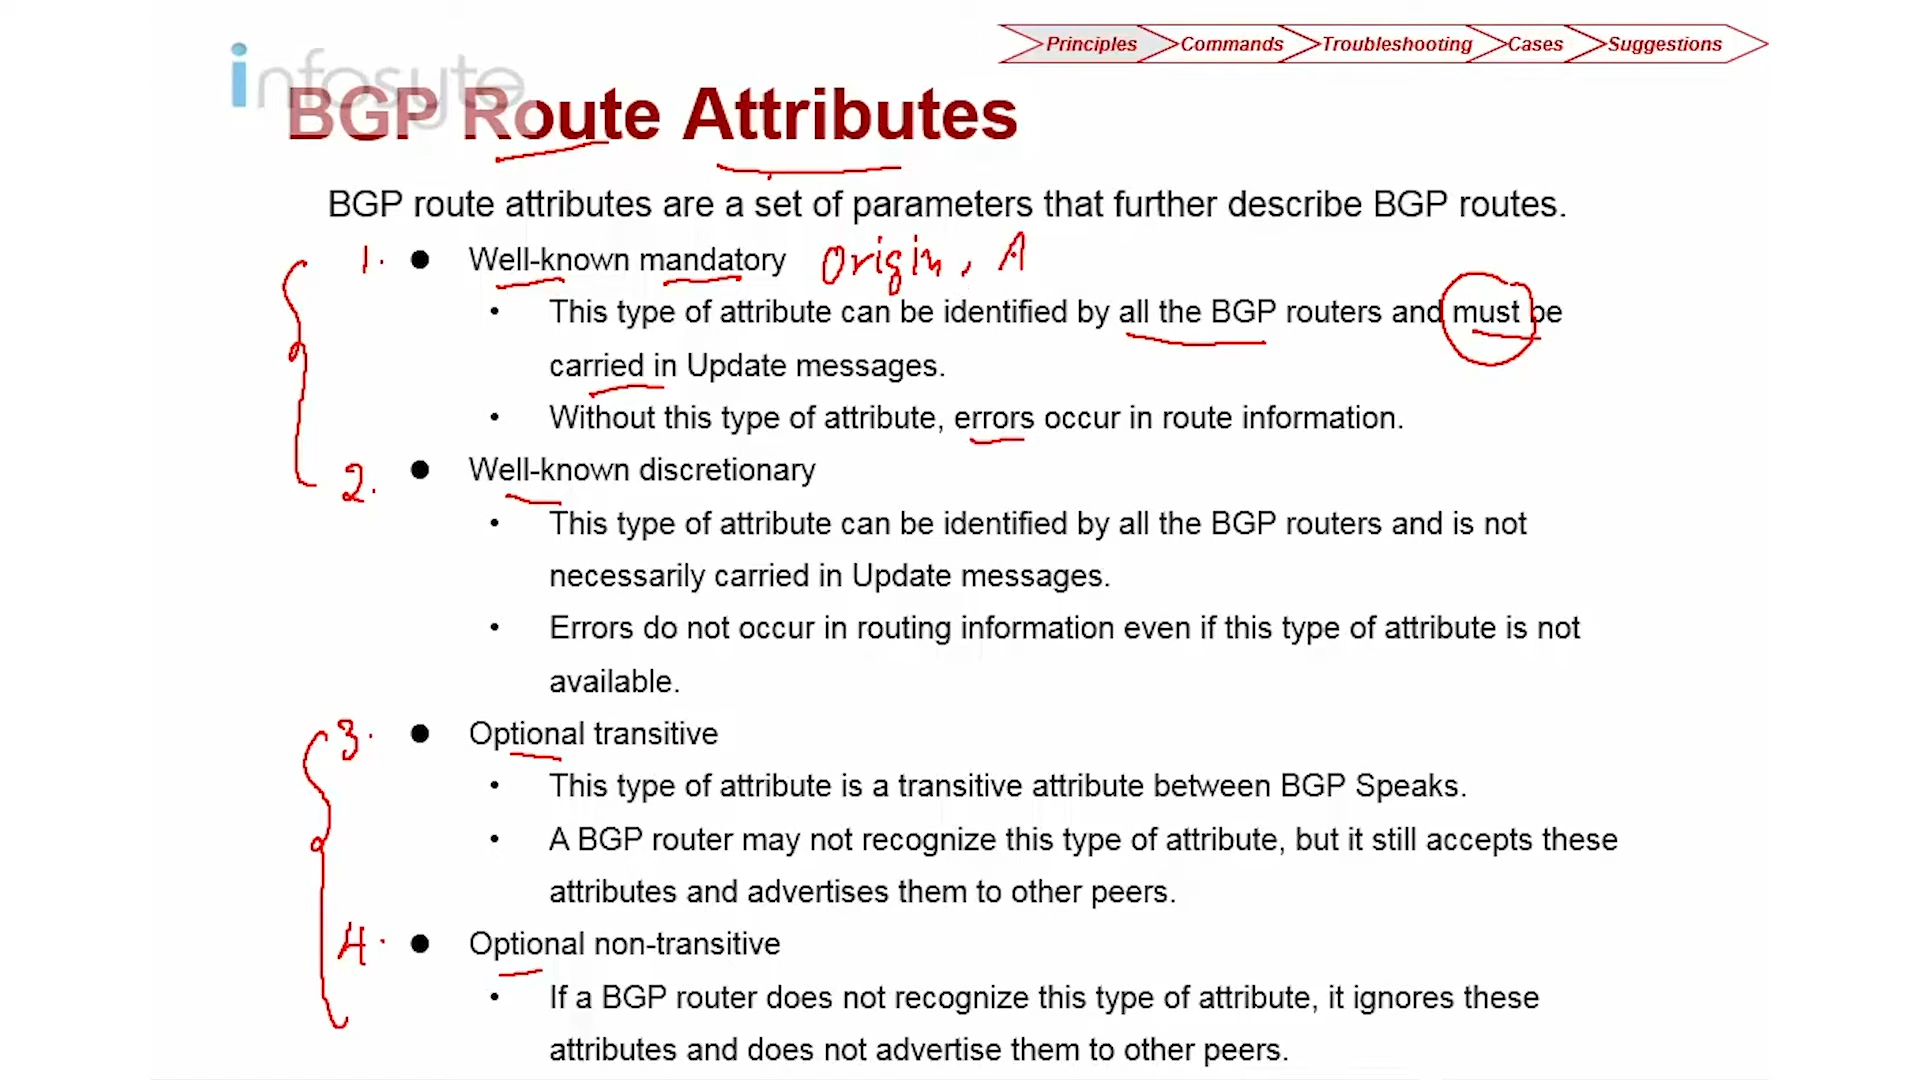 Principles Commands Troubleshooting Cases Suggestions
infosyte
BGP Route Attributes
BGP route attributes are a set of parameters that further describe BGP routes.
1. ● Well-known mandatory Origin, A
• This type of attribute can be identified by all the BGP routers and must be
carried in Update messages.
• Without this type of attribute, errors occur in route information.
2. ● Well-known discretionary
• This type of attribute can be identified by all the BGP routers and is not
necessarily carried in Update messages.
• Errors do not occur in routing information even if this type of attribute is not
available.
3. ● Optional transitive
• This type of attribute is a transitive attribute between BGP Speaks.
• A BGP router may not recognize this type of attribute, but it still accepts these
attributes and advertises them to other peers.
4. ● Optional non-transitive
• If a BGP router does not recognize this type of attribute, it ignores these
attributes and does not advertise them to other peers.